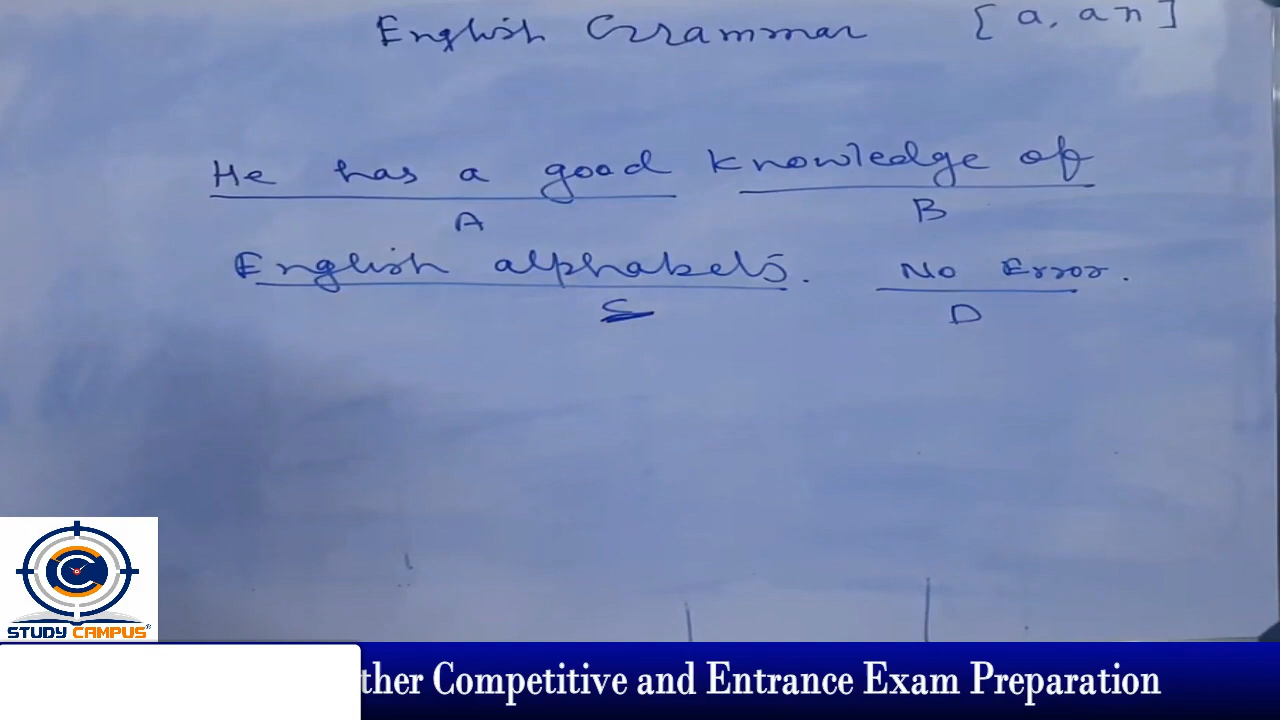 English Grammar [a, an]
He has a good knowledge of
A B
English alphabets. No Error.
C D
STUDY CAMPUS®
ther Competitive and Entrance Exam Preparation